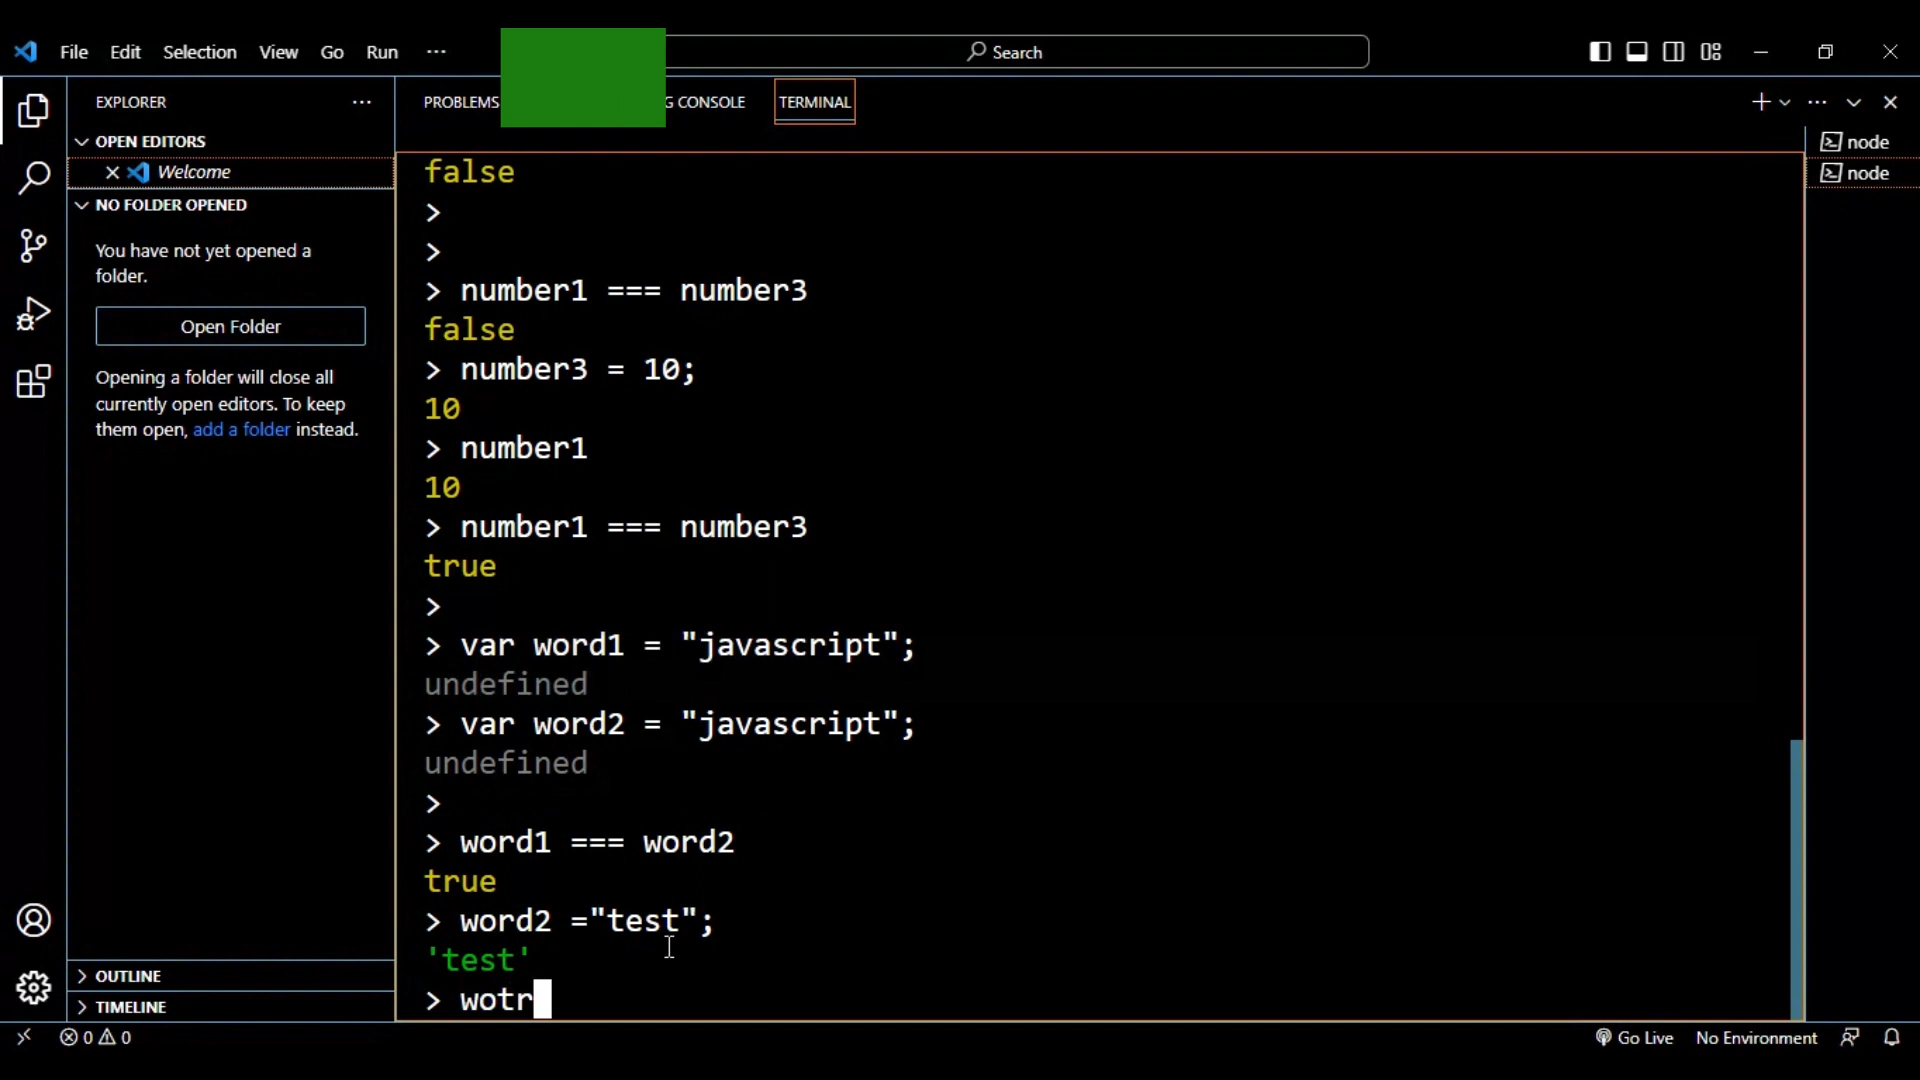 File Edit Selection View Go Run ··· Search
EXPLORER ···
PROBLEMS G CONSOLE TERMINAL
OPEN EDITORS
Welcome
NO FOLDER OPENED
You have not yet opened a
folder.
Open Folder
Opening a folder will close all
currently open editors. To keep
them open, add a folder instead.
OUTLINE
TIMELINE
false
>
>
> number1 === number3
false
> number3 = 10;
10
> number1
10
> number1 === number3
true
>
> var word1 = "javascript";
undefined
> var word2 = "javascript";
undefined
>
> word1 === word2
true
> word2 ="test";
'test'
> wotr
node
node
0 0
Go Live No Environment